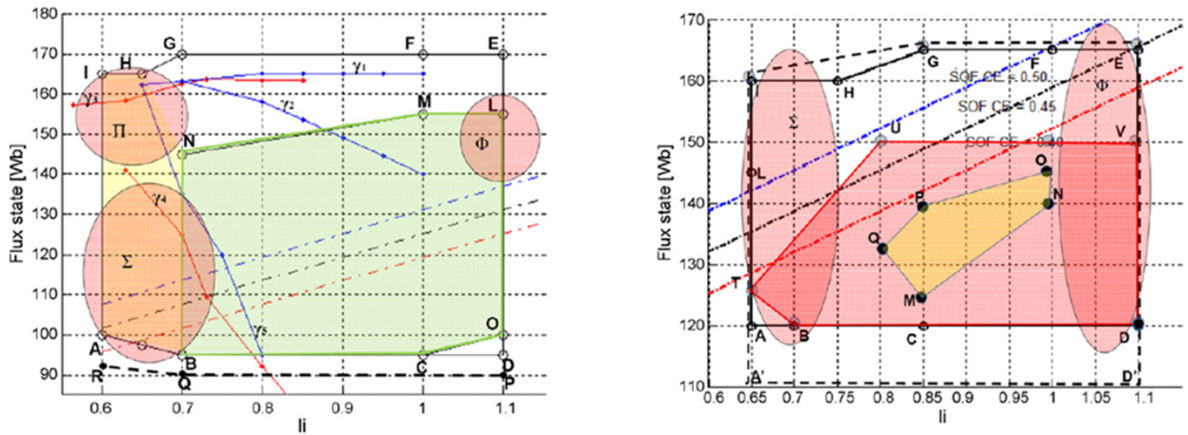 180
170
160
150
140
130
120
110
100
90
Flux state [Wb]
0.6
0.7
0.8
0.9
1
1.1
li
G
F
E
I
H
γ₁
γ₃
γ₂
M
L
Π
N
Φ
γ₄
Σ
γ₅
O
A
B
C
D
R
Q
P
170
160
150
140
130
120
110
Flux state [Wb]
0.6
0.65
0.7
0.75
0.8
0.85
0.9
0.95
1
1.05
1.1
li
G
F
E
SOF CE = 0.50
I
H
Φ
SOF CE = 0.45
Σ
U
V
L
O
P
N
Q
T
M
A
B
C
D
A'
D'